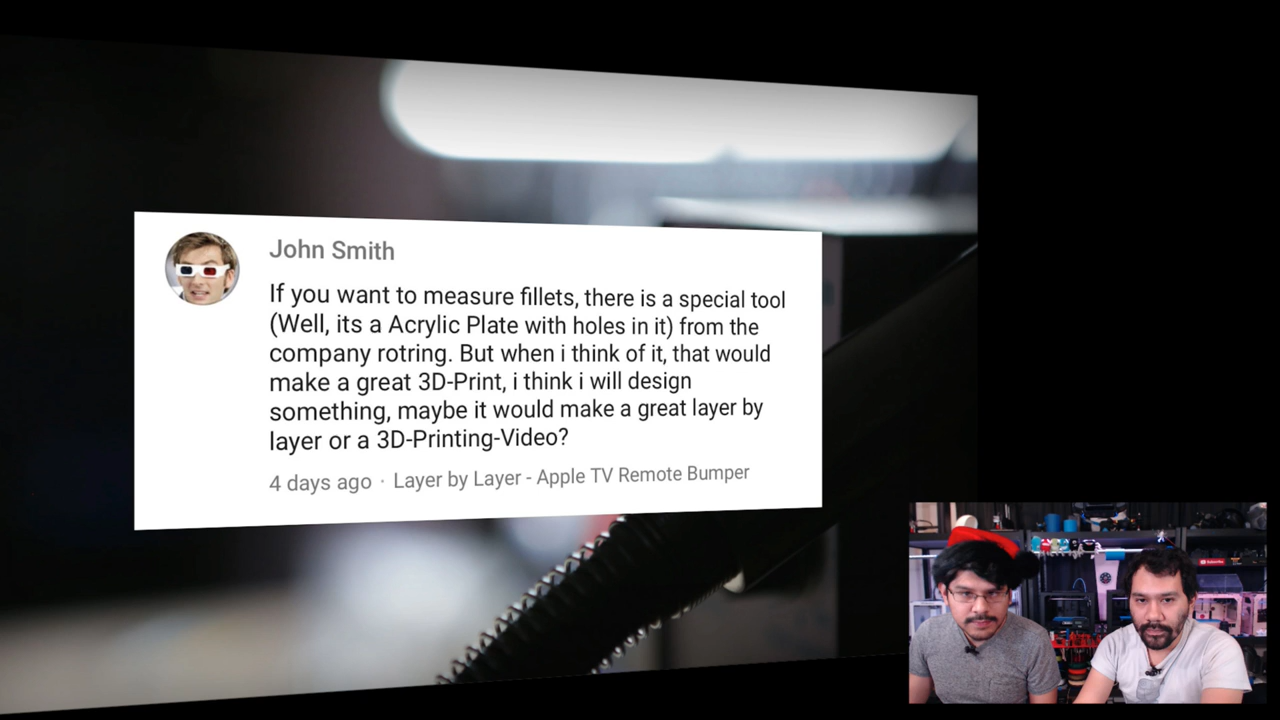 John Smith
If you want to measure fillets, there is a special tool
(Well, its a Acrylic Plate with holes in it) from the
company rotring. But when i think of it, that would
make a great 3D-Print, i think i will design
something, maybe it would make a great layer by
layer or a 3D-Printing-Video?
4 days ago · Layer by Layer - Apple TV Remote Bumper